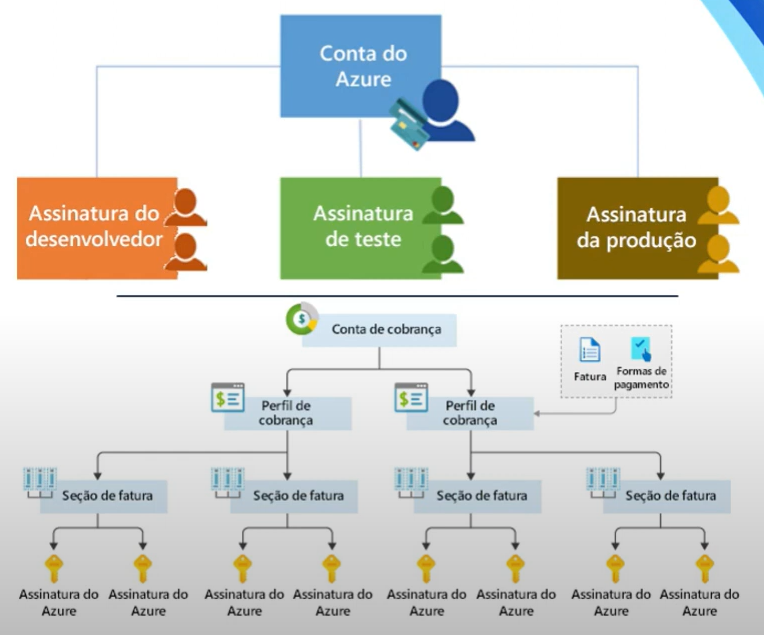 Conta do
Azure
Assinatura do
desenvolvedor
Assinatura
de teste
Assinatura
da produção
Conta de cobrança
Fatura
Formas de
pagamento
Perfil de
cobrança
Perfil de
cobrança
Seção de fatura
Seção de fatura
Seção de fatura
Seção de fatura
Assinatura do
Azure
Assinatura do
Azure
Assinatura do
Azure
Assinatura do
Azure
Assinatura do
Azure
Assinatura do
Azure
Assinatura do
Azure
Assinatura do
Azure